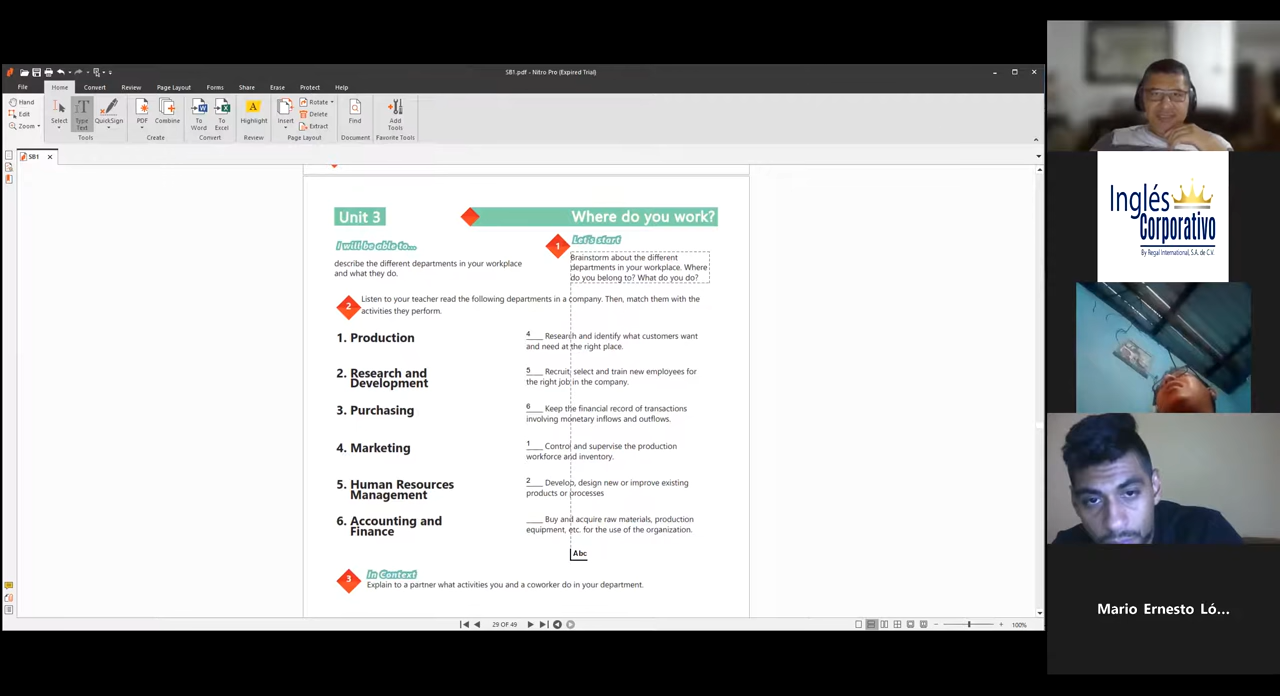 SB1.pdf - Nitro Pro (Expired Trial)
File Home Convert Review Page Layout Forms Share Erase Protect Help
Hand
Edit
Zoom
Select
Type Text
QuickSign
Tools
PDF
Combine
Create
To Word
To Excel
Convert
Highlight
Review
Insert
Rotate
Delete
Extract
Page Layout
Find
Document
Add Tools
Favorite Tools
SB1
Unit 3
Where do you work?
I will be able to...
describe the different departments in your workplace
and what they do.
1
Let's start
Brainstorm about the different
departments in your workplace. Where
do you belong to? What do you do?
2
Listen to your teacher read the following departments in a company. Then, match them with the
activities they perform.
1. Production
2. Research and
Development
3. Purchasing
4. Marketing
5. Human Resources
Management
6. Accounting and
Finance
4 Research and identify what customers want
and need at the right place.
5 Recruit, select and train new employees for
the right job in the company.
6 Keep the financial record of transactions
involving monetary inflows and outflows.
1 Control and supervise the production
workforce and inventory.
2 Develop, design new or improve existing
products or processes
____ Buy and acquire raw materials, production
equipment, etc. for the use of the organization.
Abc
3
In Context
Explain to a partner what activities you and a coworker do in your department.
29 OF 49
100%
Inglés
Corporativo
By Regal International, S.A. de C.V.
Mario Ernesto Ló...